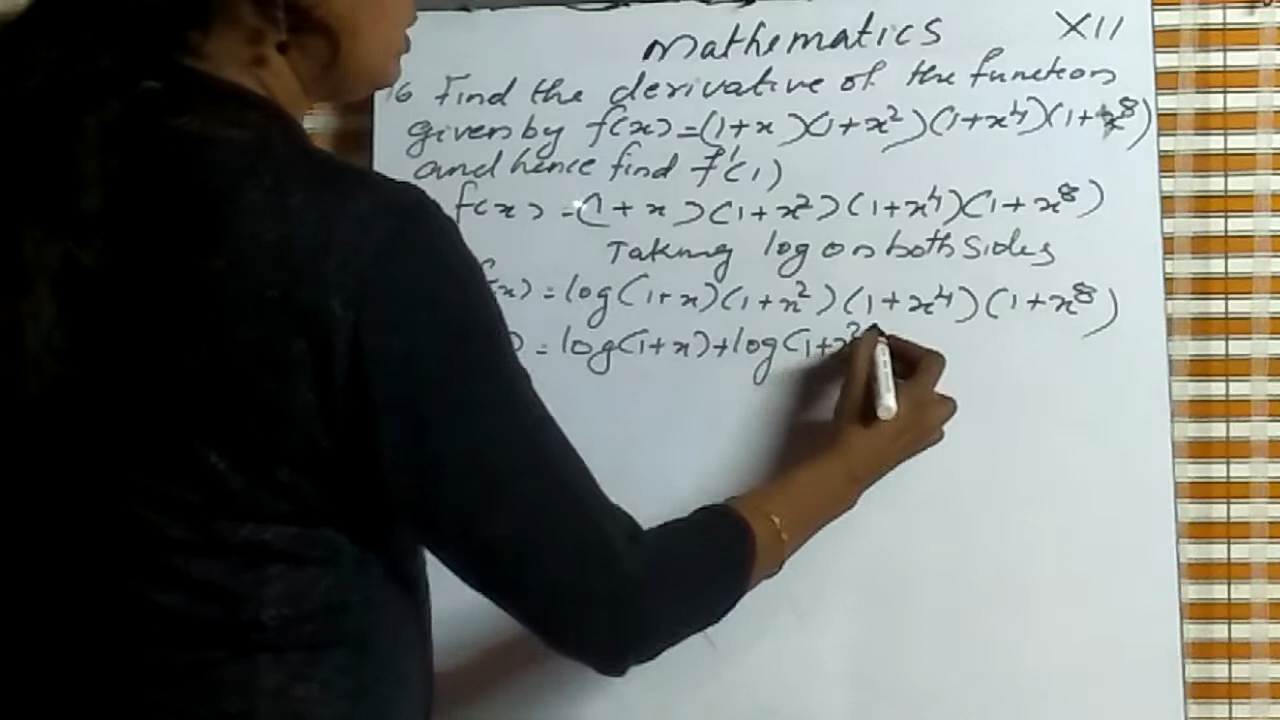 Mathematics XII
16 Find the derivative of the function
given by f(x) = (1+x)(1+x²)(1+x⁴)(1+x⁸)
and hence find f'(1)
f(x) = (1+x)(1+x²)(1+x⁴)(1+x⁸)
Taking log on both sides
f(x) = log(1+x)(1+x²)(1+x⁴)(1+x⁸)
) = log(1+x)+log(1+x²